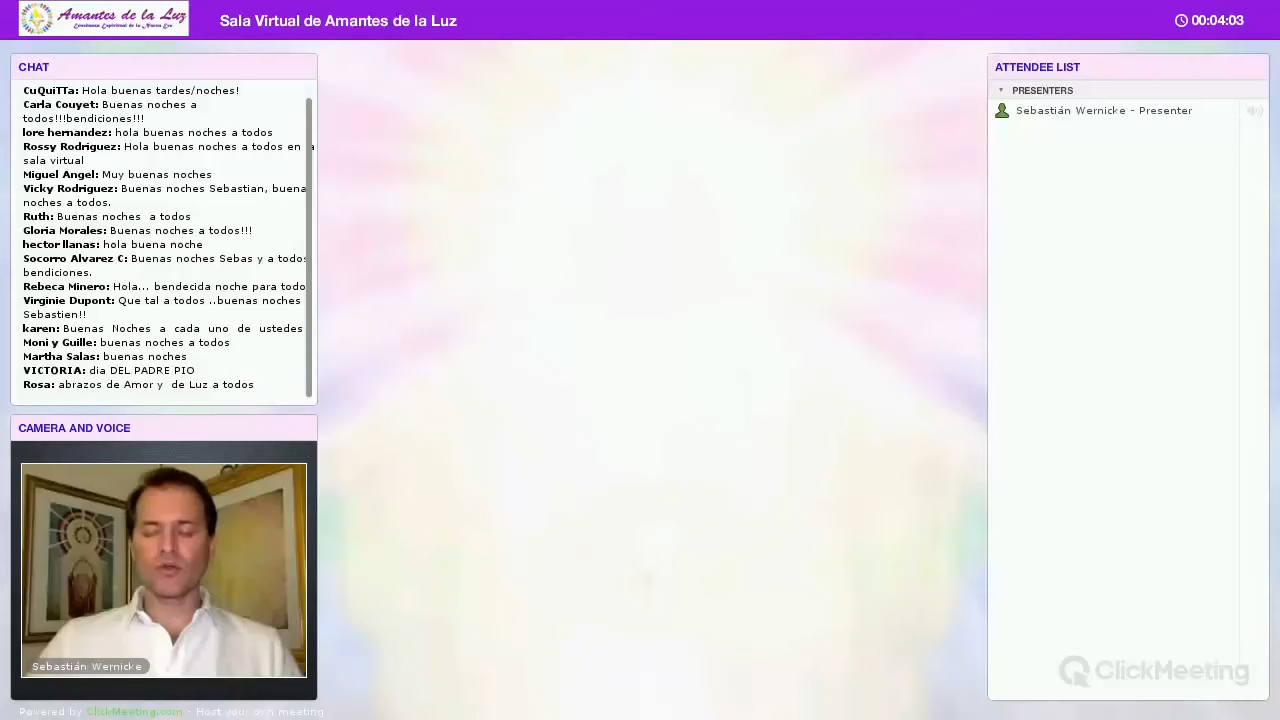 Amantes de la Luz
Enseñanza Espiritual de la Nueva Era
Sala Virtual de Amantes de la Luz
00:04:03
CHAT
CuQuiTTa: Hola buenas tardes/noches!
Carla Couyet: Buenas noches a
todos!!!bendiciones!!!
lore hernandez: hola buenas noches a todos
Rossy Rodriguez: Hola buenas noches a todos en a
sala virtual
Miguel Angel: Muy buenas noches
Vicky Rodriguez: Buenas noches Sebastian, buena
noches a todos.
Ruth: Buenas noches a todos
Gloria Morales: Buenas noches a todos!!!
hector llanas: hola buena noche
Socorro Alvarez C: Buenas noches Sebas y a todos
bendiciones.
Rebeca Minero: Hola... bendecida noche para todo
Virginie Dupont: Que tal a todos ..buenas noches
Sebastien!!
karen: Buenas Noches a cada uno de ustedes
Moni y Guille: buenas noches a todos
Martha Salas: buenas noches
VICTORIA: dia DEL PADRE PIO
Rosa: abrazos de Amor y de Luz a todos
CAMERA AND VOICE
Sebastián Wernicke
Powered by ClickMeeting.com - Host your own meeting
ATTENDEE LIST
PRESENTERS
Sebastián Wernicke - Presenter
ClickMeeting